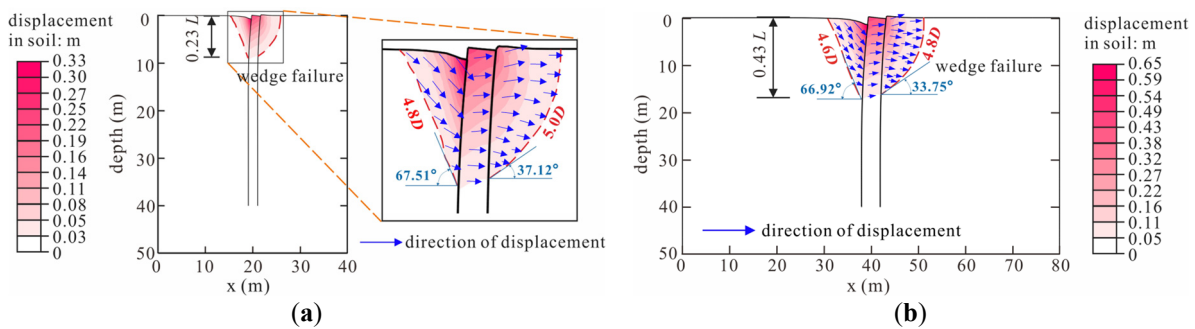 displacement
in soil: m
0.33
0.30
0.27
0.25
0.22
0.19
0.16
0.14
0.11
0.08
0.05
0.03
0
depth (m)
0
10
20
30
40
50
0.23 L
wedge failure
0 10 20 30 40
x (m)
4.8D
5.0D
67.51°
37.12°
direction of displacement
(a)
depth (m)
0
10
20
30
40
50
0.43 L
4.6D
4.8D
wedge failure
66.92°
33.75°
direction of displacement
0 10 20 30 40 50 60 70 80
x (m)
displacement
in soil: m
0.65
0.59
0.54
0.49
0.43
0.38
0.32
0.27
0.22
0.16
0.11
0.05
0
(b)